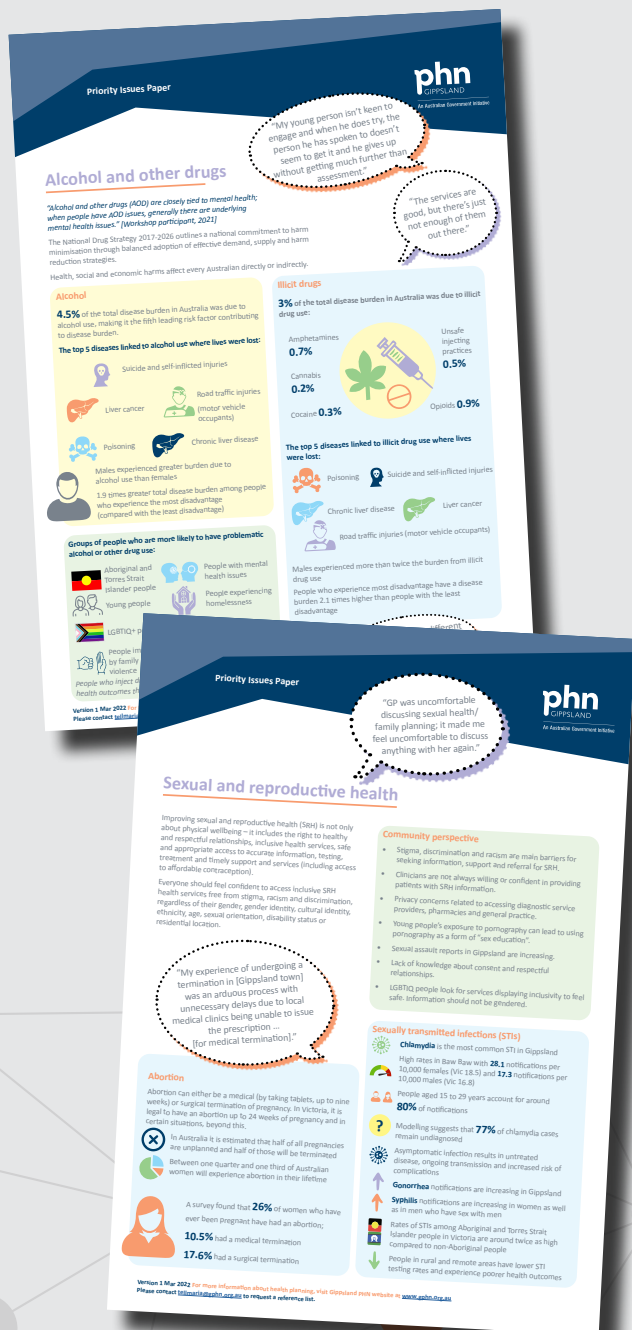 Priority Issues Paper
phn
GIPPSLAND
An Australian Government Initiative
"My young person isn't keen to
engage and when he does try, the
person he has spoken to doesn't
seem to get it and he gives up
without getting much further than
assessment."
"The services are
good, but there's just
not enough of them
out there."
Alcohol and other drugs
"Alcohol and other drugs (AOD) are closely tied to mental health;
when people have AOD issues, generally there are underlying
mental health issues." [Workshop participant, 2021]
The National Drug Strategy 2017-2026 outlines a national commitment to harm
minimisation through balanced adoption of effective demand, supply and harm
reduction strategies.
Health, social and economic harms affect every Australian directly or indirectly.
Alcohol
4.5% of the total disease burden in Australia was due to
alcohol use, making it the fifth leading risk factor contributing
to disease burden.
The top 5 diseases linked to alcohol use where lives were lost:
Suicide and self-inflicted injuries
Liver cancer
Road traffic injuries
(motor vehicle
occupants)
Poisoning
Chronic liver disease
Males experienced greater burden due to
alcohol use than females
1.9 times greater total disease burden among people
who experience the most disadvantage
(compared with the least disadvantage)
Illicit drugs
3% of the total disease burden in Australia was due to illicit
drug use:
Amphetamines
0.7%
Cannabis
0.2%
Cocaine 0.3%
Unsafe
injecting
practices
0.5%
Opioids 0.9%
The top 5 diseases linked to illicit drug use where lives
were lost:
Poisoning
Suicide and self-inflicted injuries
Chronic liver disease
Liver cancer
Road traffic injuries (motor vehicle occupants)
Males experienced more than twice the burden from illicit
drug use
People who experience most disadvantage have a disease
burden 2.1 times higher than people with the least
disadvantage
Groups of people who are more likely to have problematic
alcohol or other drug use:
Aboriginal and
Torres Strait
Islander people
People with mental
health issues
Young people
People experiencing
homelessness
LGBTIQ+
People
by family
violence
People who inject
health outcomes
different
Version 1 Mar 2022 For
Please contact
Priority Issues Paper
phn
GIPPSLAND
An Australian Government Initiative
"GP was uncomfortable
discussing sexual health/
family planning; it made me
feel uncomfortable to discuss
anything with her again."
Sexual and reproductive health
Improving sexual and reproductive health (SRH) is not only
about physical wellbeing – it includes the right to healthy
and respectful relationships, inclusive health services, safe
and appropriate access to accurate information, testing,
treatment and timely support and services (including access
to affordable contraception).
Everyone should feel confident to access inclusive SRH
health services free from stigma, racism and discrimination,
regardless of their gender, gender identity, cultural identity,
ethnicity, age, sexual orientation, disability status or
residential location.
"My experience of undergoing a
termination in [Gippsland town]
was an arduous process with
unnecessary delays due to local
medical clinics being unable to issue
the prescription ...
[for medical termination]."
Abortion
Abortion can either be a medical (by taking tablets, up to nine
weeks) or surgical termination of pregnancy. In Victoria, it is
legal to have an abortion up to 24 weeks of pregnancy and in
certain situations, beyond this.
In Australia it is estimated that half of all pregnancies
are unplanned and half of those will be terminated
Between one quarter and one third of Australian
women will experience abortion in their lifetime
A survey found that 26% of women who have
ever been pregnant have had an abortion;
10.5% had a medical termination
17.6% had a surgical termination
Community perspective
• Stigma, discrimination and racism are main barriers for
seeking information, support and referral for SRH.
• Clinicians are not always willing or confident in providing
patients with SRH information.
• Privacy concerns related to accessing diagnostic service
providers, pharmacies and general practice.
• Young people's exposure to pornography can lead to using
pornography as a form of "sex education".
• Sexual assault reports in Gippsland are increasing.
• Lack of knowledge about consent and respectful
relationships.
• LGBTIQ people look for services displaying inclusivity to feel
safe. Information should not be gendered.
Sexually transmitted infections (STIs)
Chlamydia is the most common STI in Gippsland
High rates in Baw Baw with 28.1 notifications per
10,000 females (Vic 18.5) and 17.3 notifications per
10,000 males (Vic 16.8)
People aged 15 to 29 years account for around
80% of notifications
?
Modelling suggests that 77% of chlamydia cases
remain undiagnosed
Asymptomatic infection results in untreated
disease, ongoing transmission and increased risk of
complications
Gonorrhea notifications are increasing in Gippsland
Syphilis notifications are increasing in women as well
as in men who have sex with men
Rates of STIs among Aboriginal and Torres Strait
Islander people in Victoria are around twice as high
compared to non-Aboriginal people
People in rural and remote areas have lower STI
testing rates and experience poorer health outcomes
Version 1 Mar 2022 For more information about health planning, visit Gippsland PHN website at www.gphn.org.au
Please contact tellmaria@gphn.org.au to request a reference list.